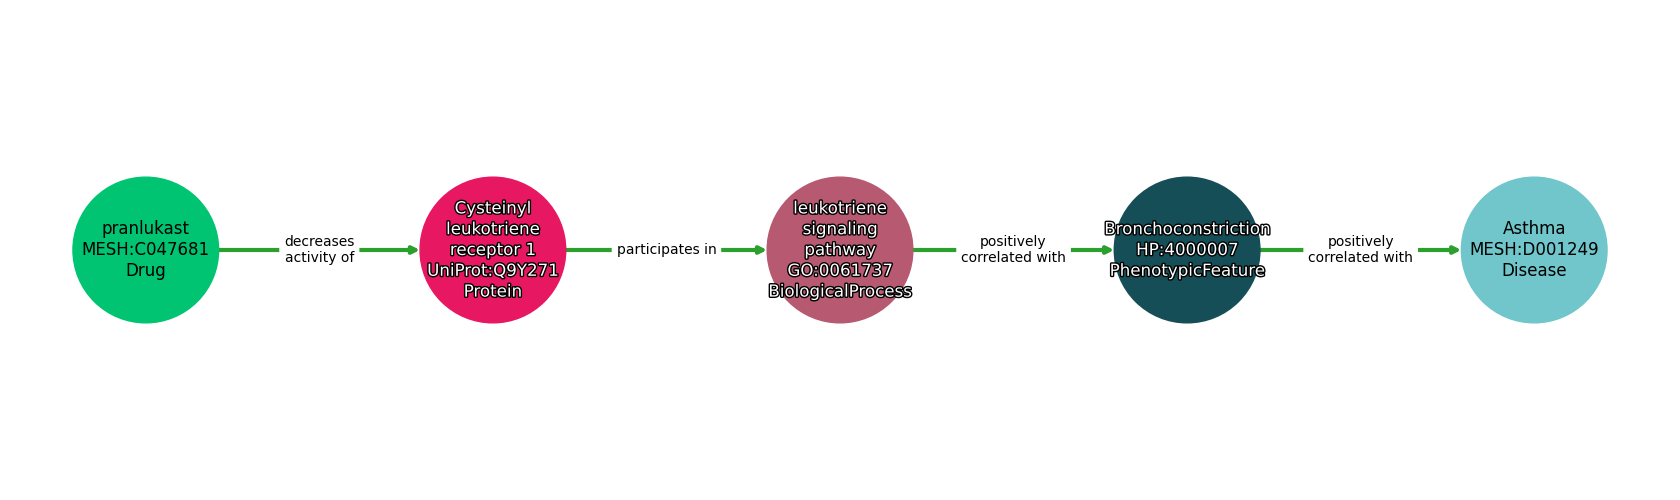 pranlukast
MESH:C047681
Drug
decreases
activity of
Cysteinyl
leukotriene
receptor 1
UniProt:Q9Y271
Protein
participates in
leukotriene
signaling
pathway
GO:0061737
BiologicalProcess
positively
correlated with
Bronchoconstriction
HP:4000007
PhenotypicFeature
positively
correlated with
Asthma
MESH:D001249
Disease